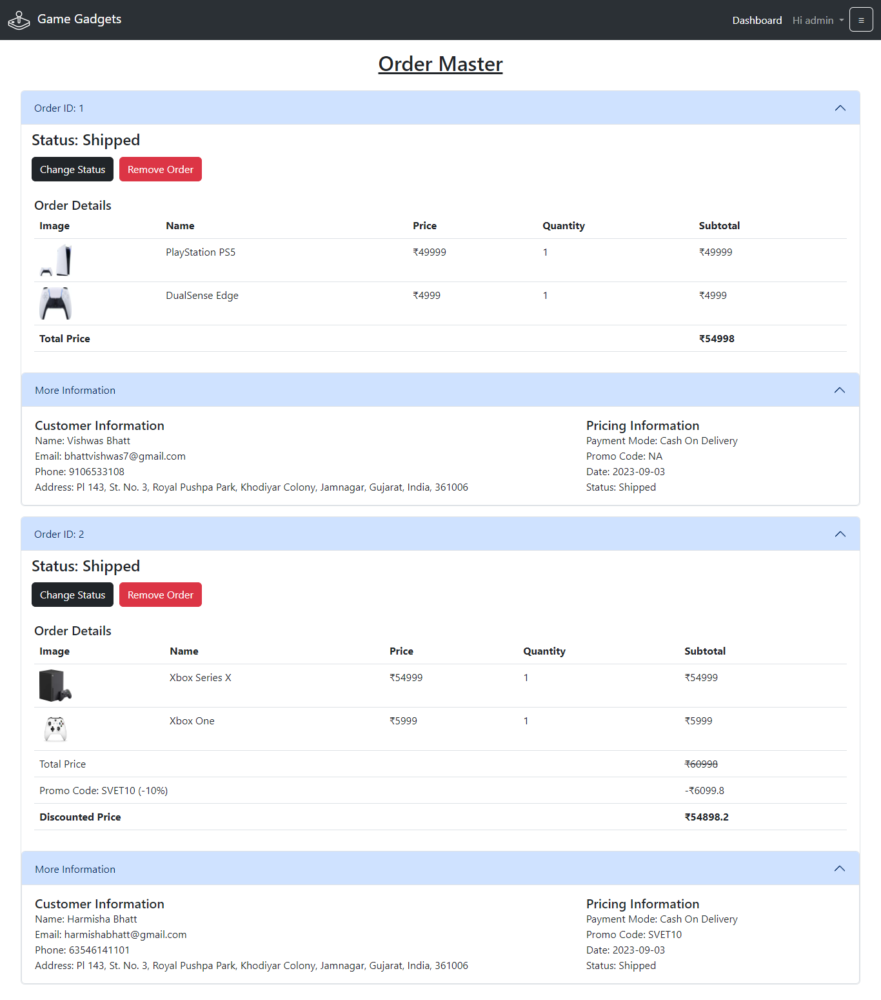 Game Gadgets
Dashboard Hi admin
Order Master
Order ID: 1
Status: Shipped
Change Status Remove Order
Order Details
Image Name Price Quantity Subtotal
PlayStation PS5 ₹49999 1 ₹49999
DualSense Edge ₹4999 1 ₹4999
Total Price ₹54998
More Information
Customer Information
Name: Vishwas Bhatt
Email: bhattvishwas7@gmail.com
Phone: 9106533108
Address: Pl 143, St. No. 3, Royal Pushpa Park, Khodiyar Colony, Jamnagar, Gujarat, India, 361006
Pricing Information
Payment Mode: Cash On Delivery
Promo Code: NA
Date: 2023-09-03
Status: Shipped
Order ID: 2
Status: Shipped
Change Status Remove Order
Order Details
Image Name Price Quantity Subtotal
Xbox Series X ₹54999 1 ₹54999
Xbox One ₹5999 1 ₹5999
Total Price ₹60998
Promo Code: SVET10 (-10%) -₹6099.8
Discounted Price ₹54898.2
More Information
Customer Information
Name: Harmisha Bhatt
Email: harmishabhatt@gmail.com
Phone: 63546141101
Address: Pl 143, St. No. 3, Royal Pushpa Park, Khodiyar Colony, Jamnagar, Gujarat, India, 361006
Pricing Information
Payment Mode: Cash On Delivery
Promo Code: SVET10
Date: 2023-09-03
Status: Shipped